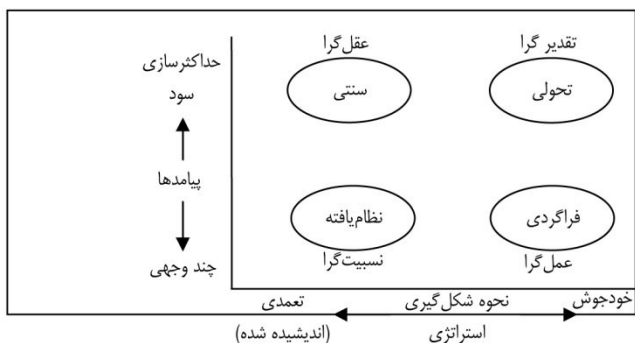 تقدیر گرا
عقل‌گرا
حداکثرسازی
سود
تحولی
سنتی
پیامدها
فراگردی
نظام‌یافته
عمل‌گرا
نسبیت‌گرا
چند وجهی
خودجوش
نحوه شکل‌گیری
تعمدی
استراتژی
(اندیشیده شده)